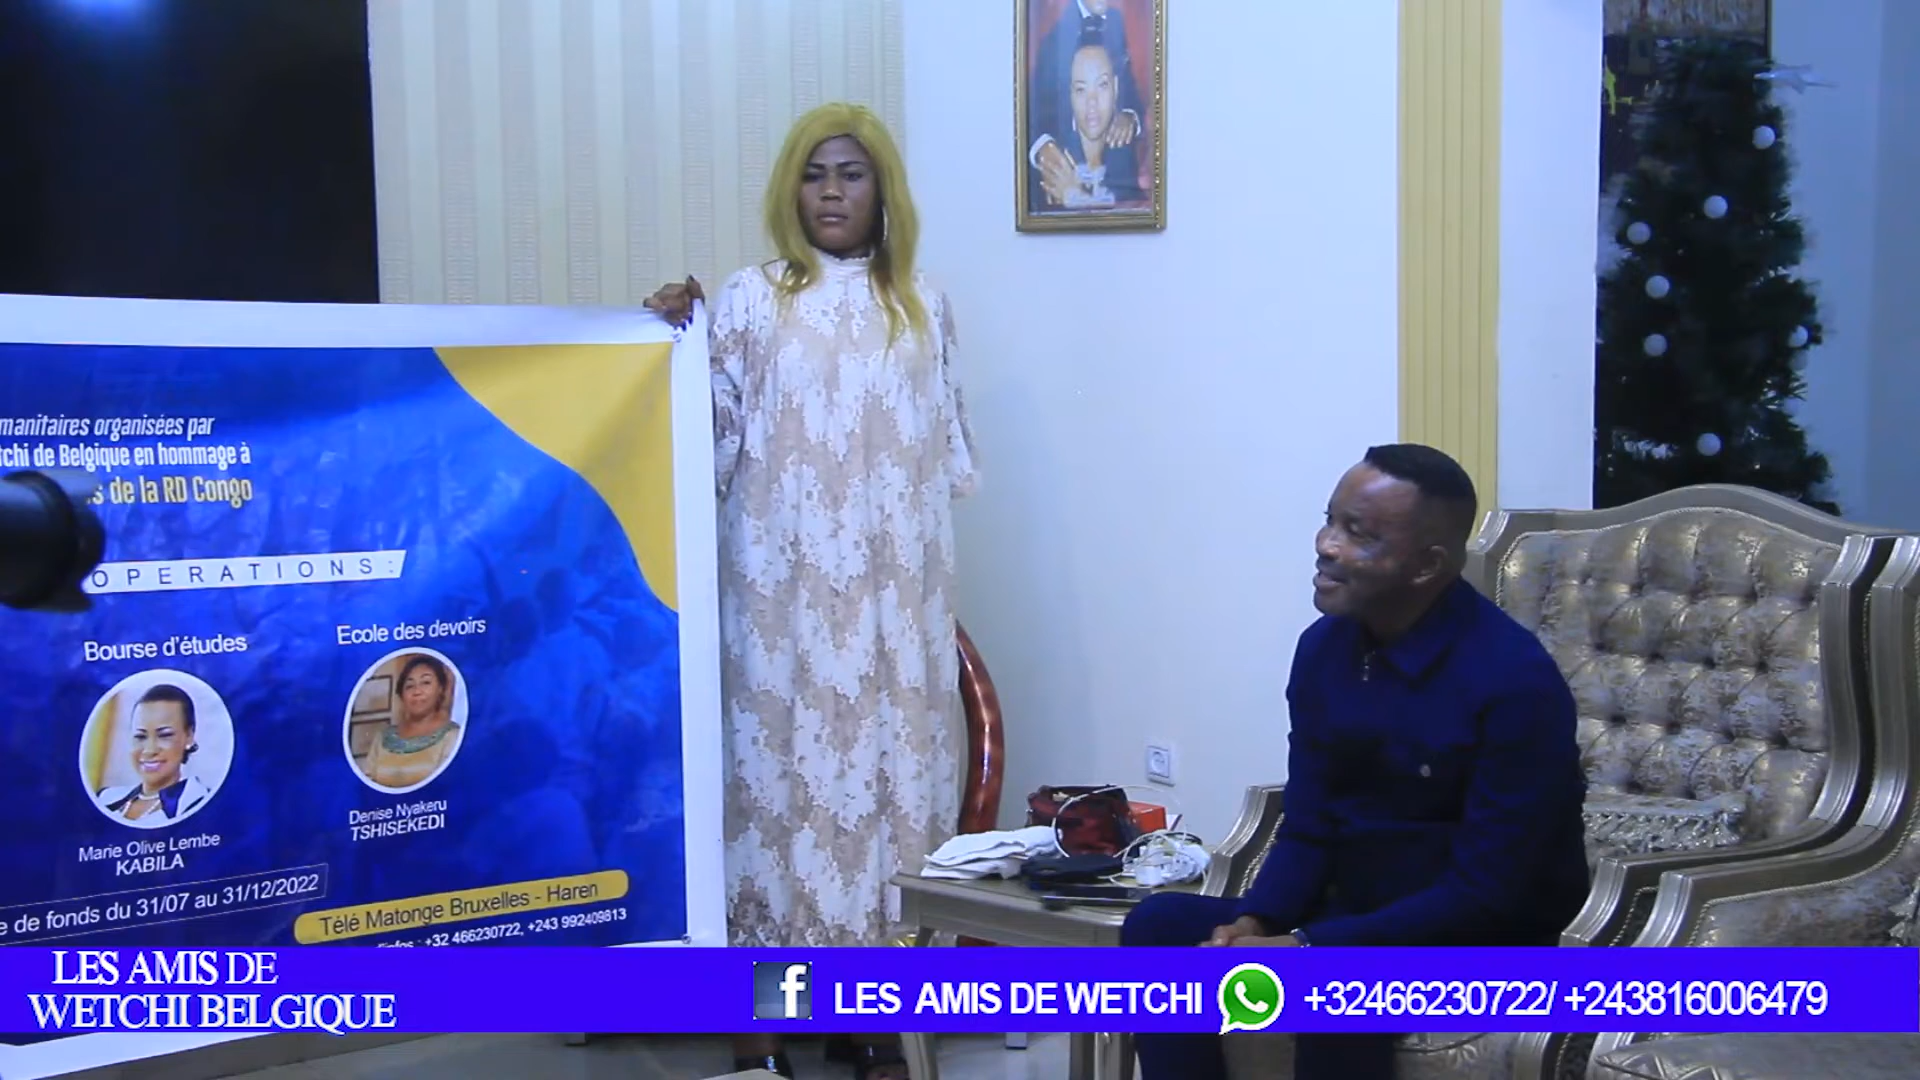 manitaires organisées par
tchi de Belgique en hommage à
s de la RD Congo
OPERATIONS:
Bourse d'études
Ecole des devoirs
Marie Olive Lembe
KABILA
Denise Nyakeru
TSHISEKEDI
e de fonds du 31/07 au 31/12/2022
Télé Matonge Bruxelles - Haren
infos : +32 466230722, +243 992409813
LES AMIS DE
WETCHI BELGIQUE
f
LES AMIS DE WETCHI
+32466230722/ +243816006479